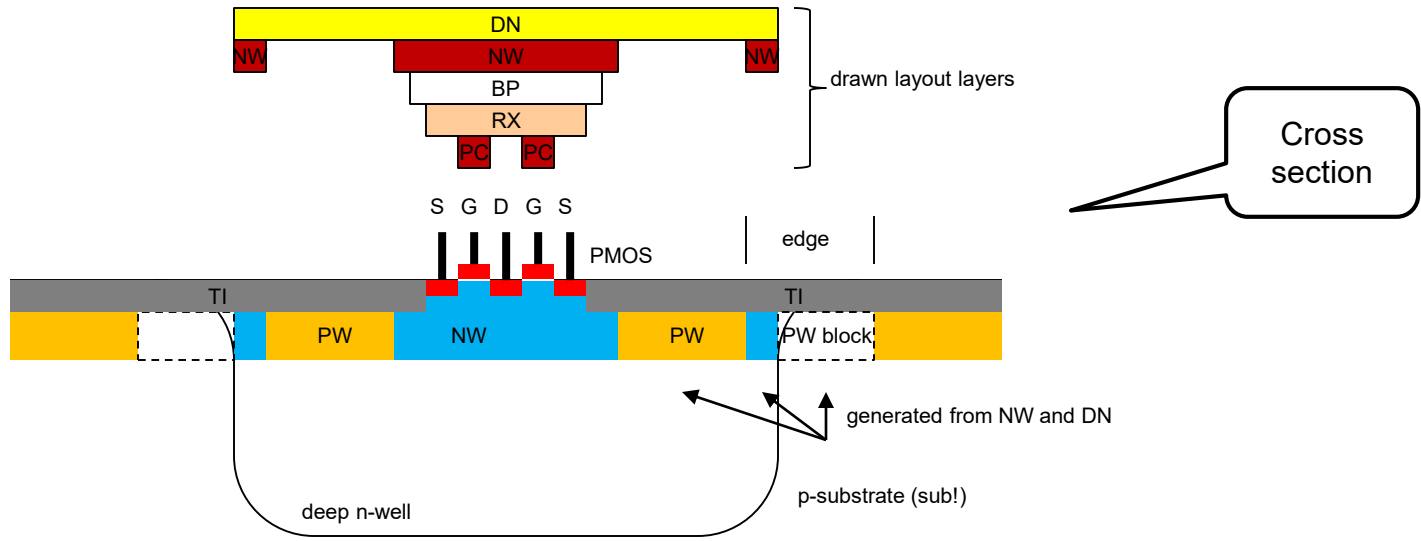 DN
NW
NW
NW
BP
drawn layout layers
RX
PC
PC
Cross
section
S G D G S
edge
PMOS
TI
TI
PW
NW
PW
PW block
generated from NW and DN
p-substrate (sub!)
deep n-well